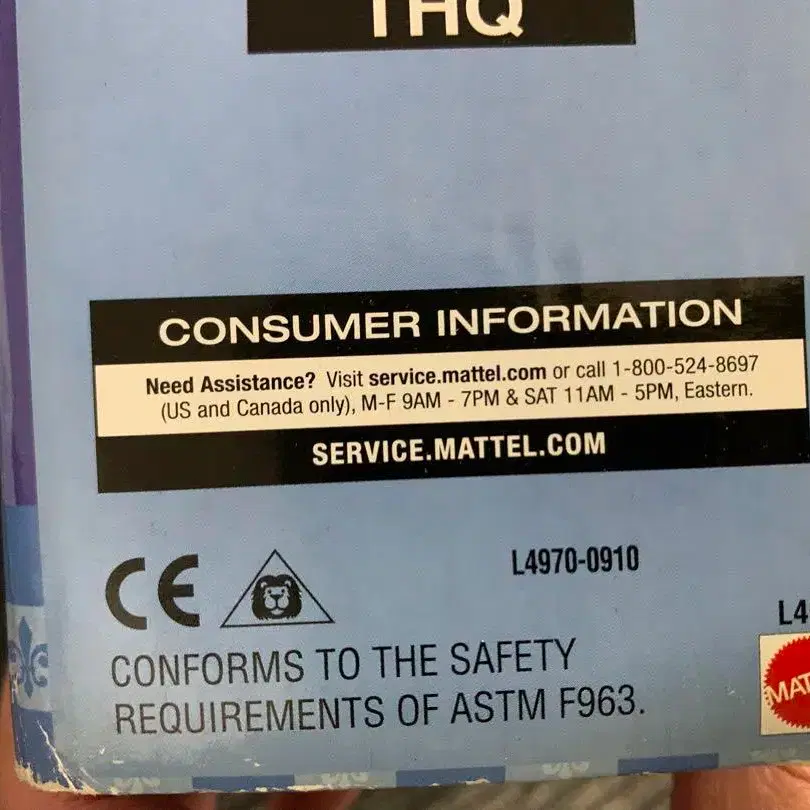 THQ
CONSUMER INFORMATION
Need Assistance? Visit service.mattel.com or call 1-800-524-8697
(US and Canada only), M-F 9AM - 7PM & SAT 11AM - 5PM, Eastern.
SERVICE.MATTEL.COM
CE
L4970-0910
L4
CONFORMS TO THE SAFETY
REQUIREMENTS OF ASTM F963.
MAT